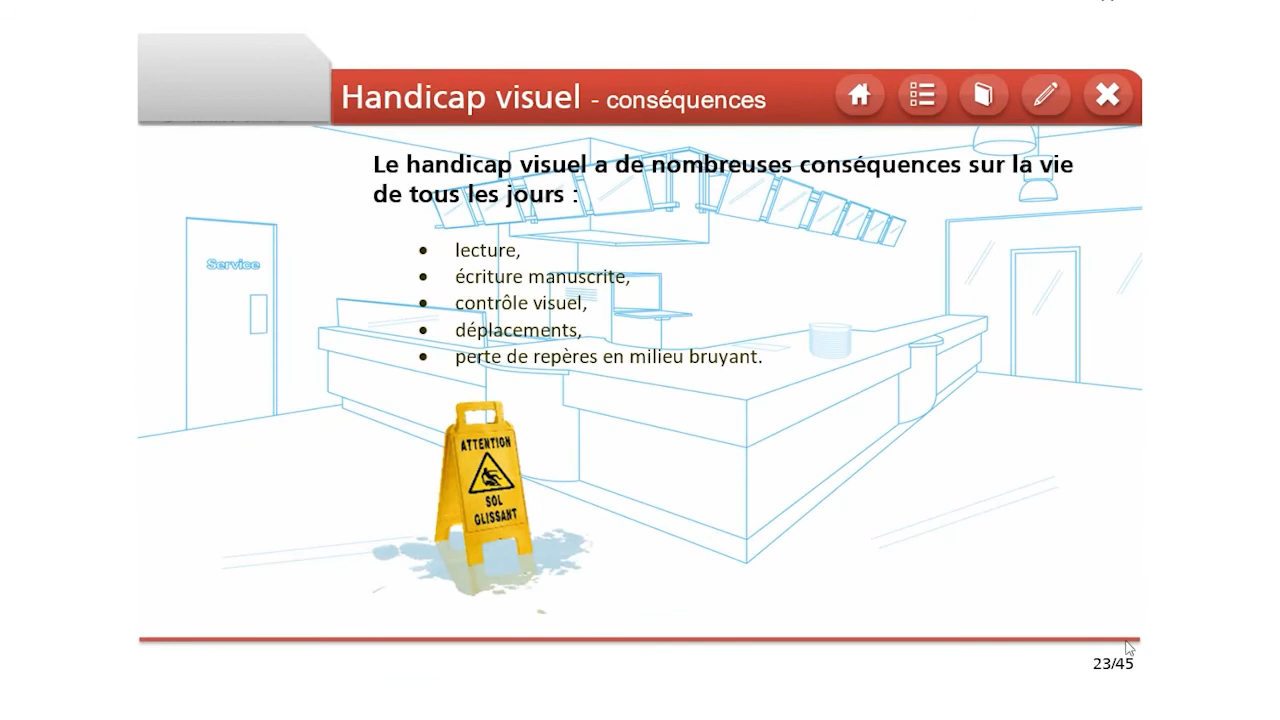 Handicap visuel - conséquences
Le handicap visuel a de nombreuses conséquences sur la vie
de tous les jours :
• lecture,
• écriture manuscrite,
• contrôle visuel,
• déplacements,
• perte de repères en milieu bruyant.
Service
ATTENTION
SOL
GLISSANT
23/45